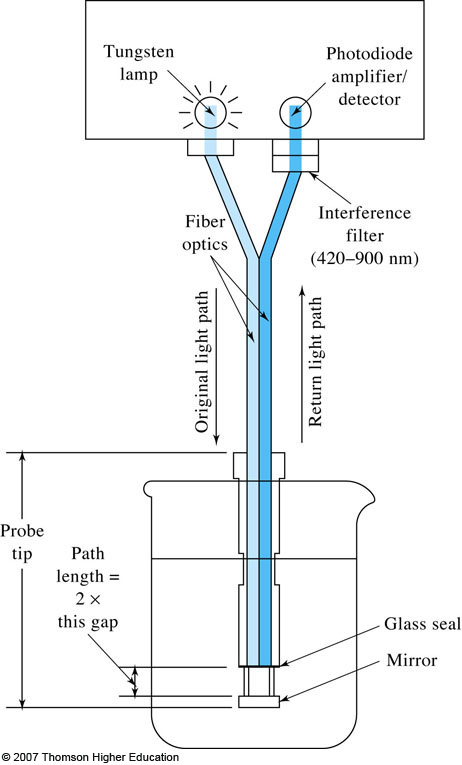 Tungsten
lamp
Photodiode
amplifier/
detector
Interference
filter
(420–900 nm)
Fiber
optics
Original light path
Return light path
Probe
tip
Path
length =
2 ×
this gap
Glass seal
Mirror
© 2007 Thomson Higher Education